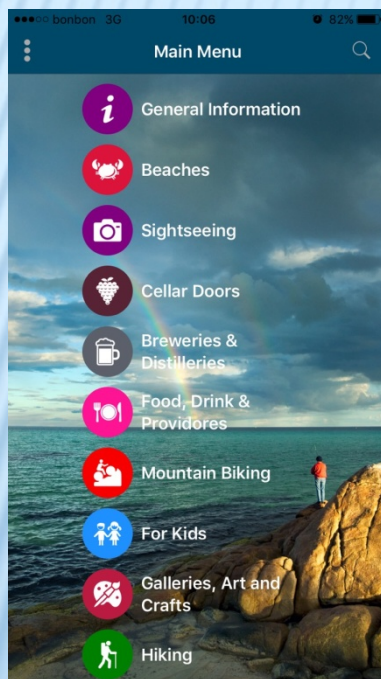 bonbon 3G 10:06 82%
Main Menu
General Information
Beaches
Sightseeing
Cellar Doors
Breweries &
Distilleries
Food, Drink &
Providores
Mountain Biking
For Kids
Galleries, Art and
Crafts
Hiking